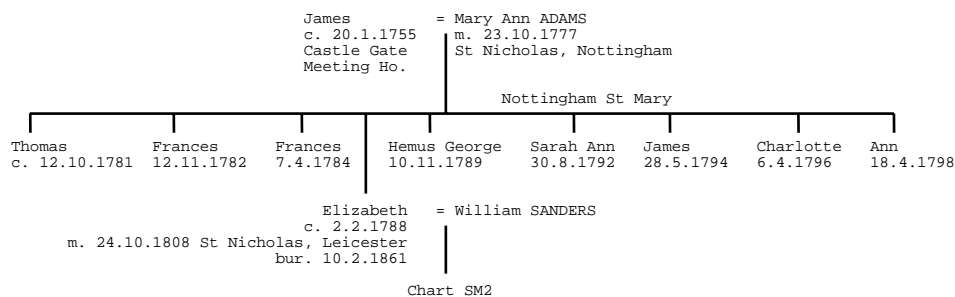 James = Mary Ann ADAMS
c. 20.1.1755 m. 23.10.1777
Castle Gate St Nicholas, Nottingham
Meeting Ho.
Nottingham St Mary
Thomas Frances Frances Hemus George Sarah Ann James Charlotte Ann
c. 12.10.1781 12.11.1782 7.4.1784 10.11.1789 30.8.1792 28.5.1794 6.4.1796 18.4.1798
Elizabeth = William SANDERS
c. 2.2.1788
m. 24.10.1808 St Nicholas, Leicester
bur. 10.2.1861
Chart SM2